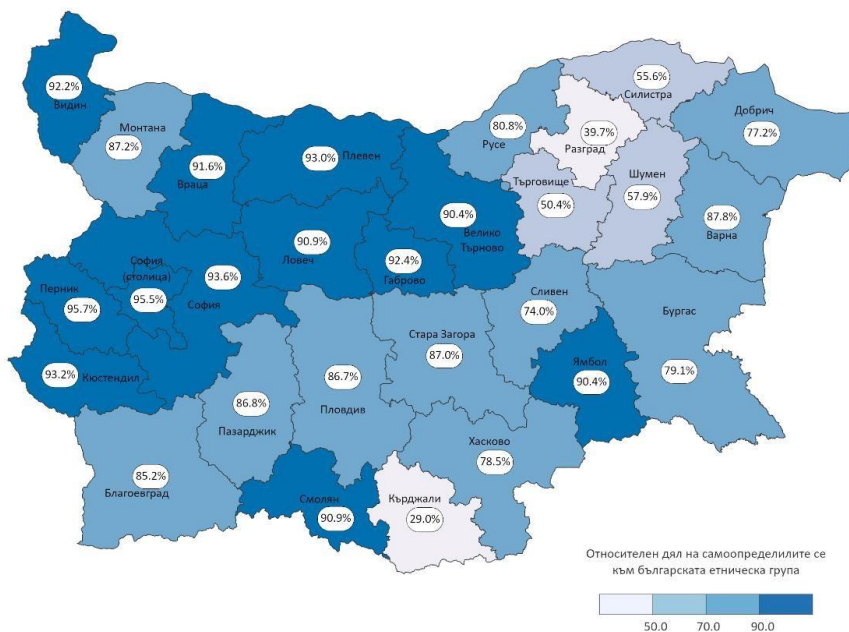 92.2%
Видин
Монтана
87.2%
91.6%
Враца
93.0%
Плевен
80.8%
Русе
55.6%
Силистра
39.7%
Разград
Добрич
77.2%
Търговище
50.4%
Шумен
57.9%
87.8%
Варна
90.4%
Велико
Търново
90.9%
Ловеч
92.4%
Габрово
София
(столица)
95.5%
93.6%
София
Перник
95.7%
93.2%
Кюстендил
Сливен
74.0%
Бургас
79.1%
Стара Загора
87.0%
Ямбол
90.4%
86.7%
Пловдив
86.8%
Пазарджик
85.2%
Благоевград
Хасково
78.5%
Смолян
90.9%
Кърджали
29.0%
Относителен дял на самоопределилите се
към българската етническа група
50.0 70.0 90.0